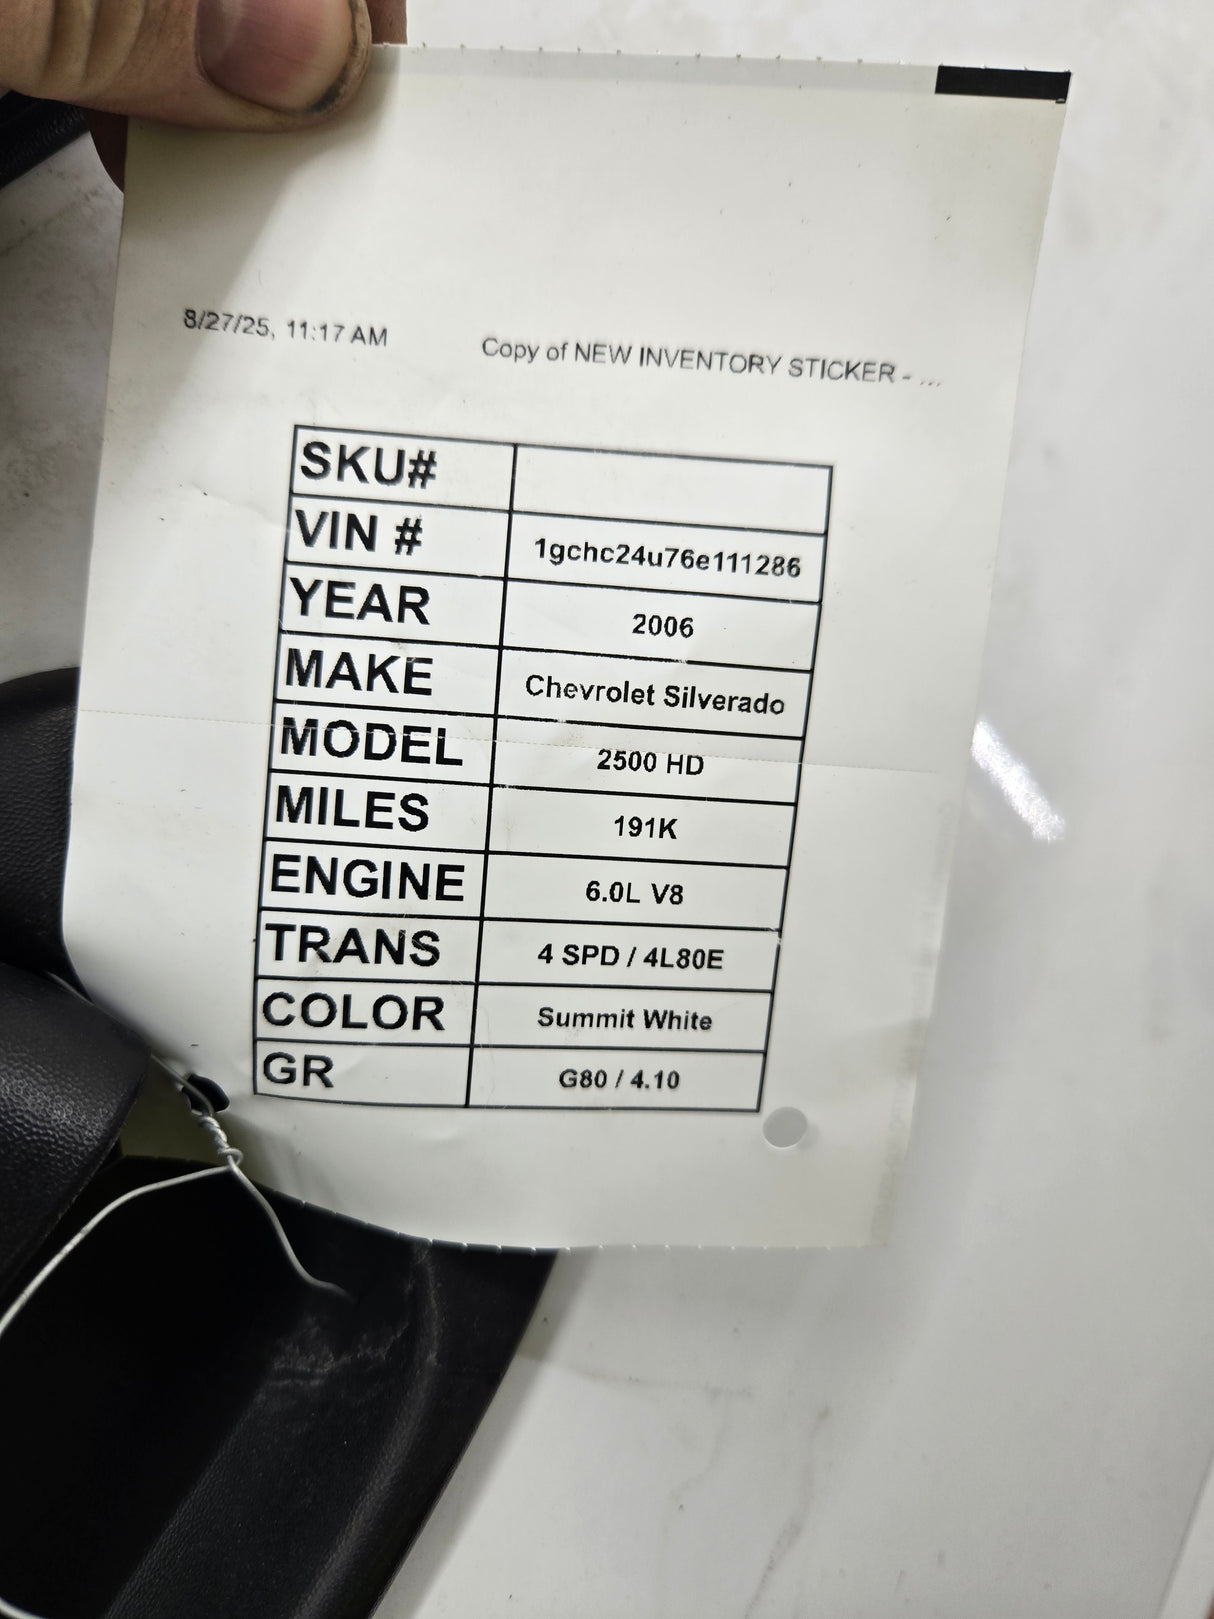 8/27/25, 11:17 AM Copy of NEW INVENTORY STICKER - ...
SKU#
VIN # 1gchc24u76e111286
YEAR 2006
MAKE Chevrolet Silverado
MODEL 2500 HD
MILES 191K
ENGINE 6.0L V8
TRANS 4 SPD / 4L80E
COLOR Summit White
GR G80 / 4.10